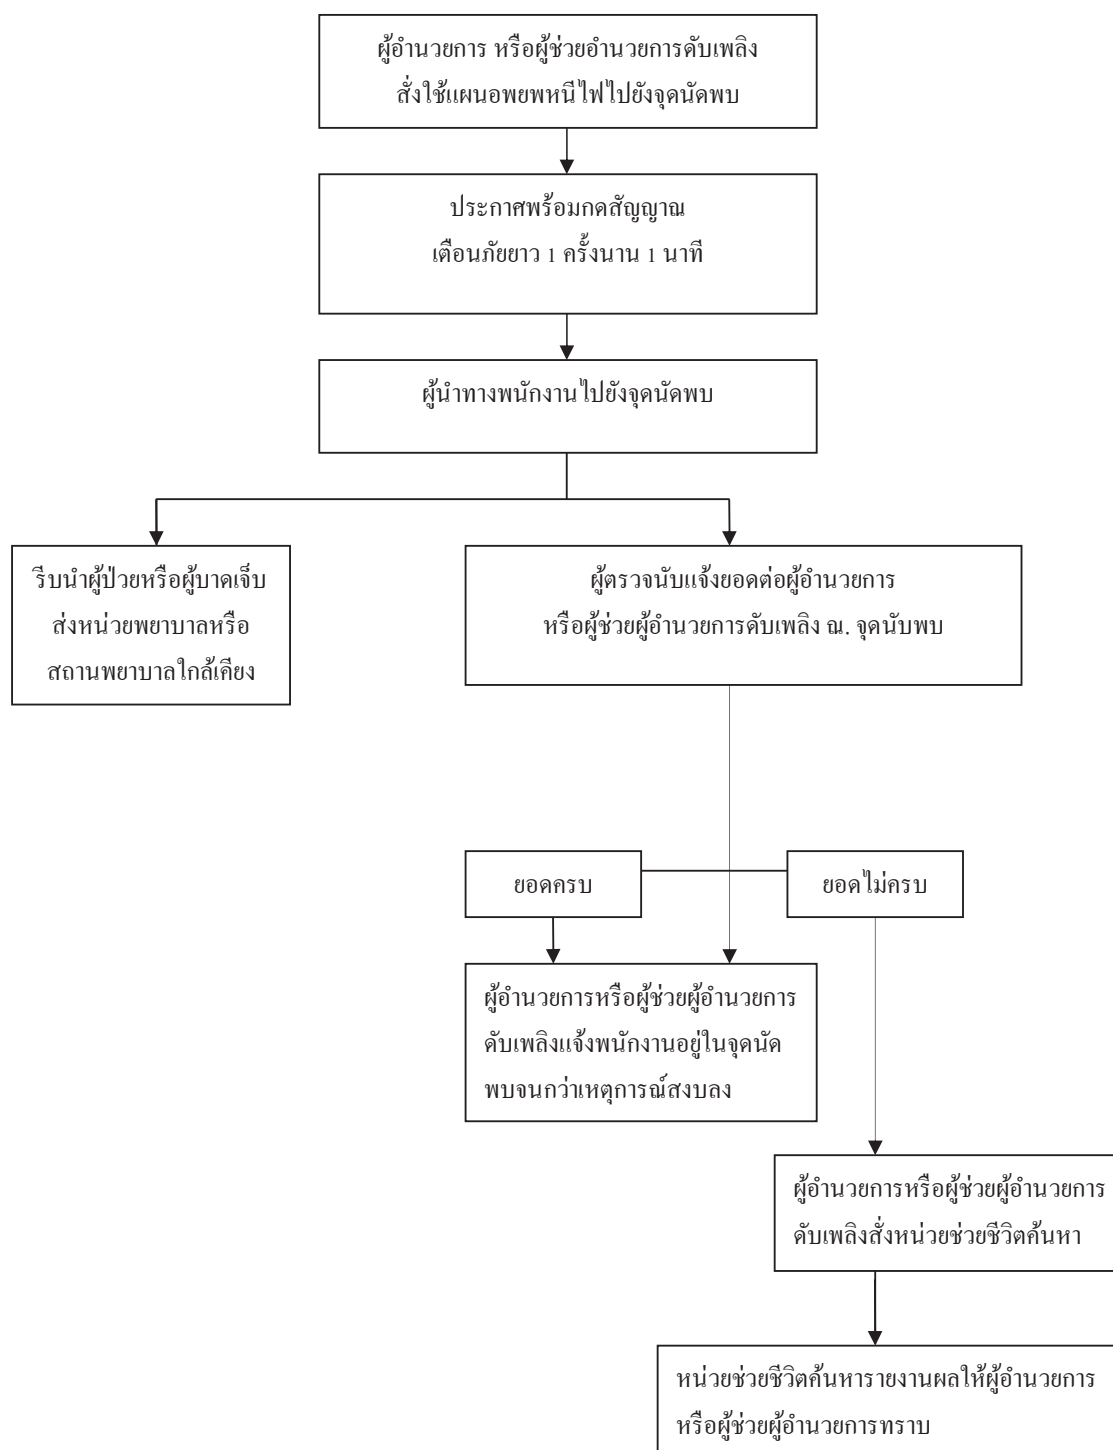 ผู้อำนวยการ หรือผู้ช่วยอำนวยการดับเพลิง
สั่งใช้แผนอพยพหนีไฟไปยังจุดนัดพบ
ประกาศพร้อมกดสัญญาณ
เตือนภัยยาว 1 ครั้งนาน 1 นาที
ผู้นำทางพนักงานไปยังจุดนัดพบ
รีบนำผู้ป่วยหรือผู้บาดเจ็บ
ส่งหน่วยพยาบาลหรือ
สถานพยาบาลใกล้เคียง
ผู้ตรวจนับแจ้งยอดต่อผู้อำนวยการ
หรือผู้ช่วยผู้อำนวยการดับเพลิง ณ. จุดนับพบ
ยอดครบ
ยอดไม่ครบ
ผู้อำนวยการหรือผู้ช่วยผู้อำนวยการ
ดับเพลิงแจ้งพนักงานอยู่ในจุดนัด
พบจนกว่าเหตุการณ์สงบลง
ผู้อำนวยการหรือผู้ช่วยผู้อำนวยการ
ดับเพลิงสั่งหน่วยช่วยชีวิตค้นหา
หน่วยช่วยชีวิตค้นหารายงานผลให้ผู้อำนวยการ
หรือผู้ช่วยผู้อำนวยการทราบ